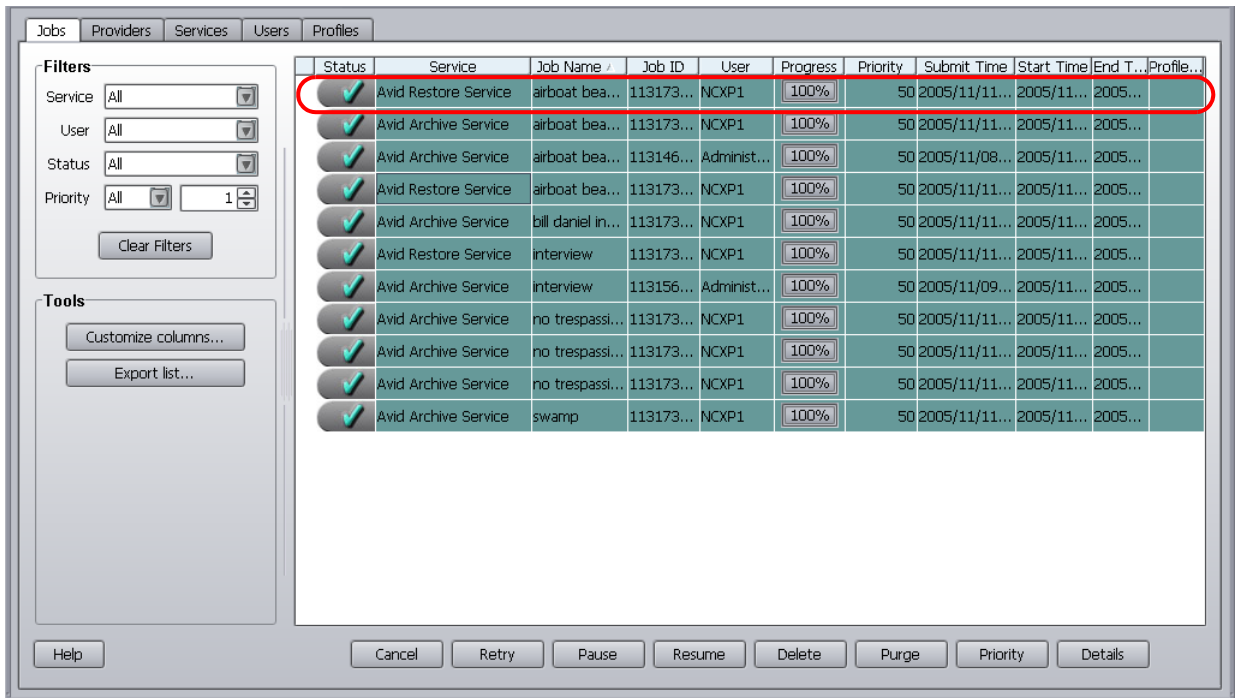 Jobs Providers Services Users Profiles
Filters
Service All
User All
Status All
Priority All 1
Clear Filters
Tools
Customize columns...
Export list...
Status Service Job Name Job ID User Progress Priority Submit Time Start Time End T... Profile...
Avid Restore Service airboat bea... 113173... NCXP1 100% 50 2005/11/11... 2005/11... 2005...
Avid Archive Service airboat bea... 113173... NCXP1 100% 50 2005/11/11... 2005/11... 2005...
Avid Archive Service airboat bea... 113146... Administ... 100% 50 2005/11/08... 2005/11... 2005...
Avid Restore Service airboat bea... 113173... NCXP1 100% 50 2005/11/11... 2005/11... 2005...
Avid Archive Service bill daniel in... 113173... NCXP1 100% 50 2005/11/11... 2005/11... 2005...
Avid Restore Service interview 113173... NCXP1 100% 50 2005/11/11... 2005/11... 2005...
Avid Archive Service interview 113156... Administ... 100% 50 2005/11/09... 2005/11... 2005...
Avid Archive Service no trespassi... 113173... NCXP1 100% 50 2005/11/11... 2005/11... 2005...
Avid Archive Service no trespassi... 113173... NCXP1 100% 50 2005/11/11... 2005/11... 2005...
Avid Archive Service no trespassi... 113173... NCXP1 100% 50 2005/11/11... 2005/11... 2005...
Avid Archive Service swamp 113173... NCXP1 100% 50 2005/11/11... 2005/11... 2005...
Help Cancel Retry Pause Resume Delete Purge Priority Details